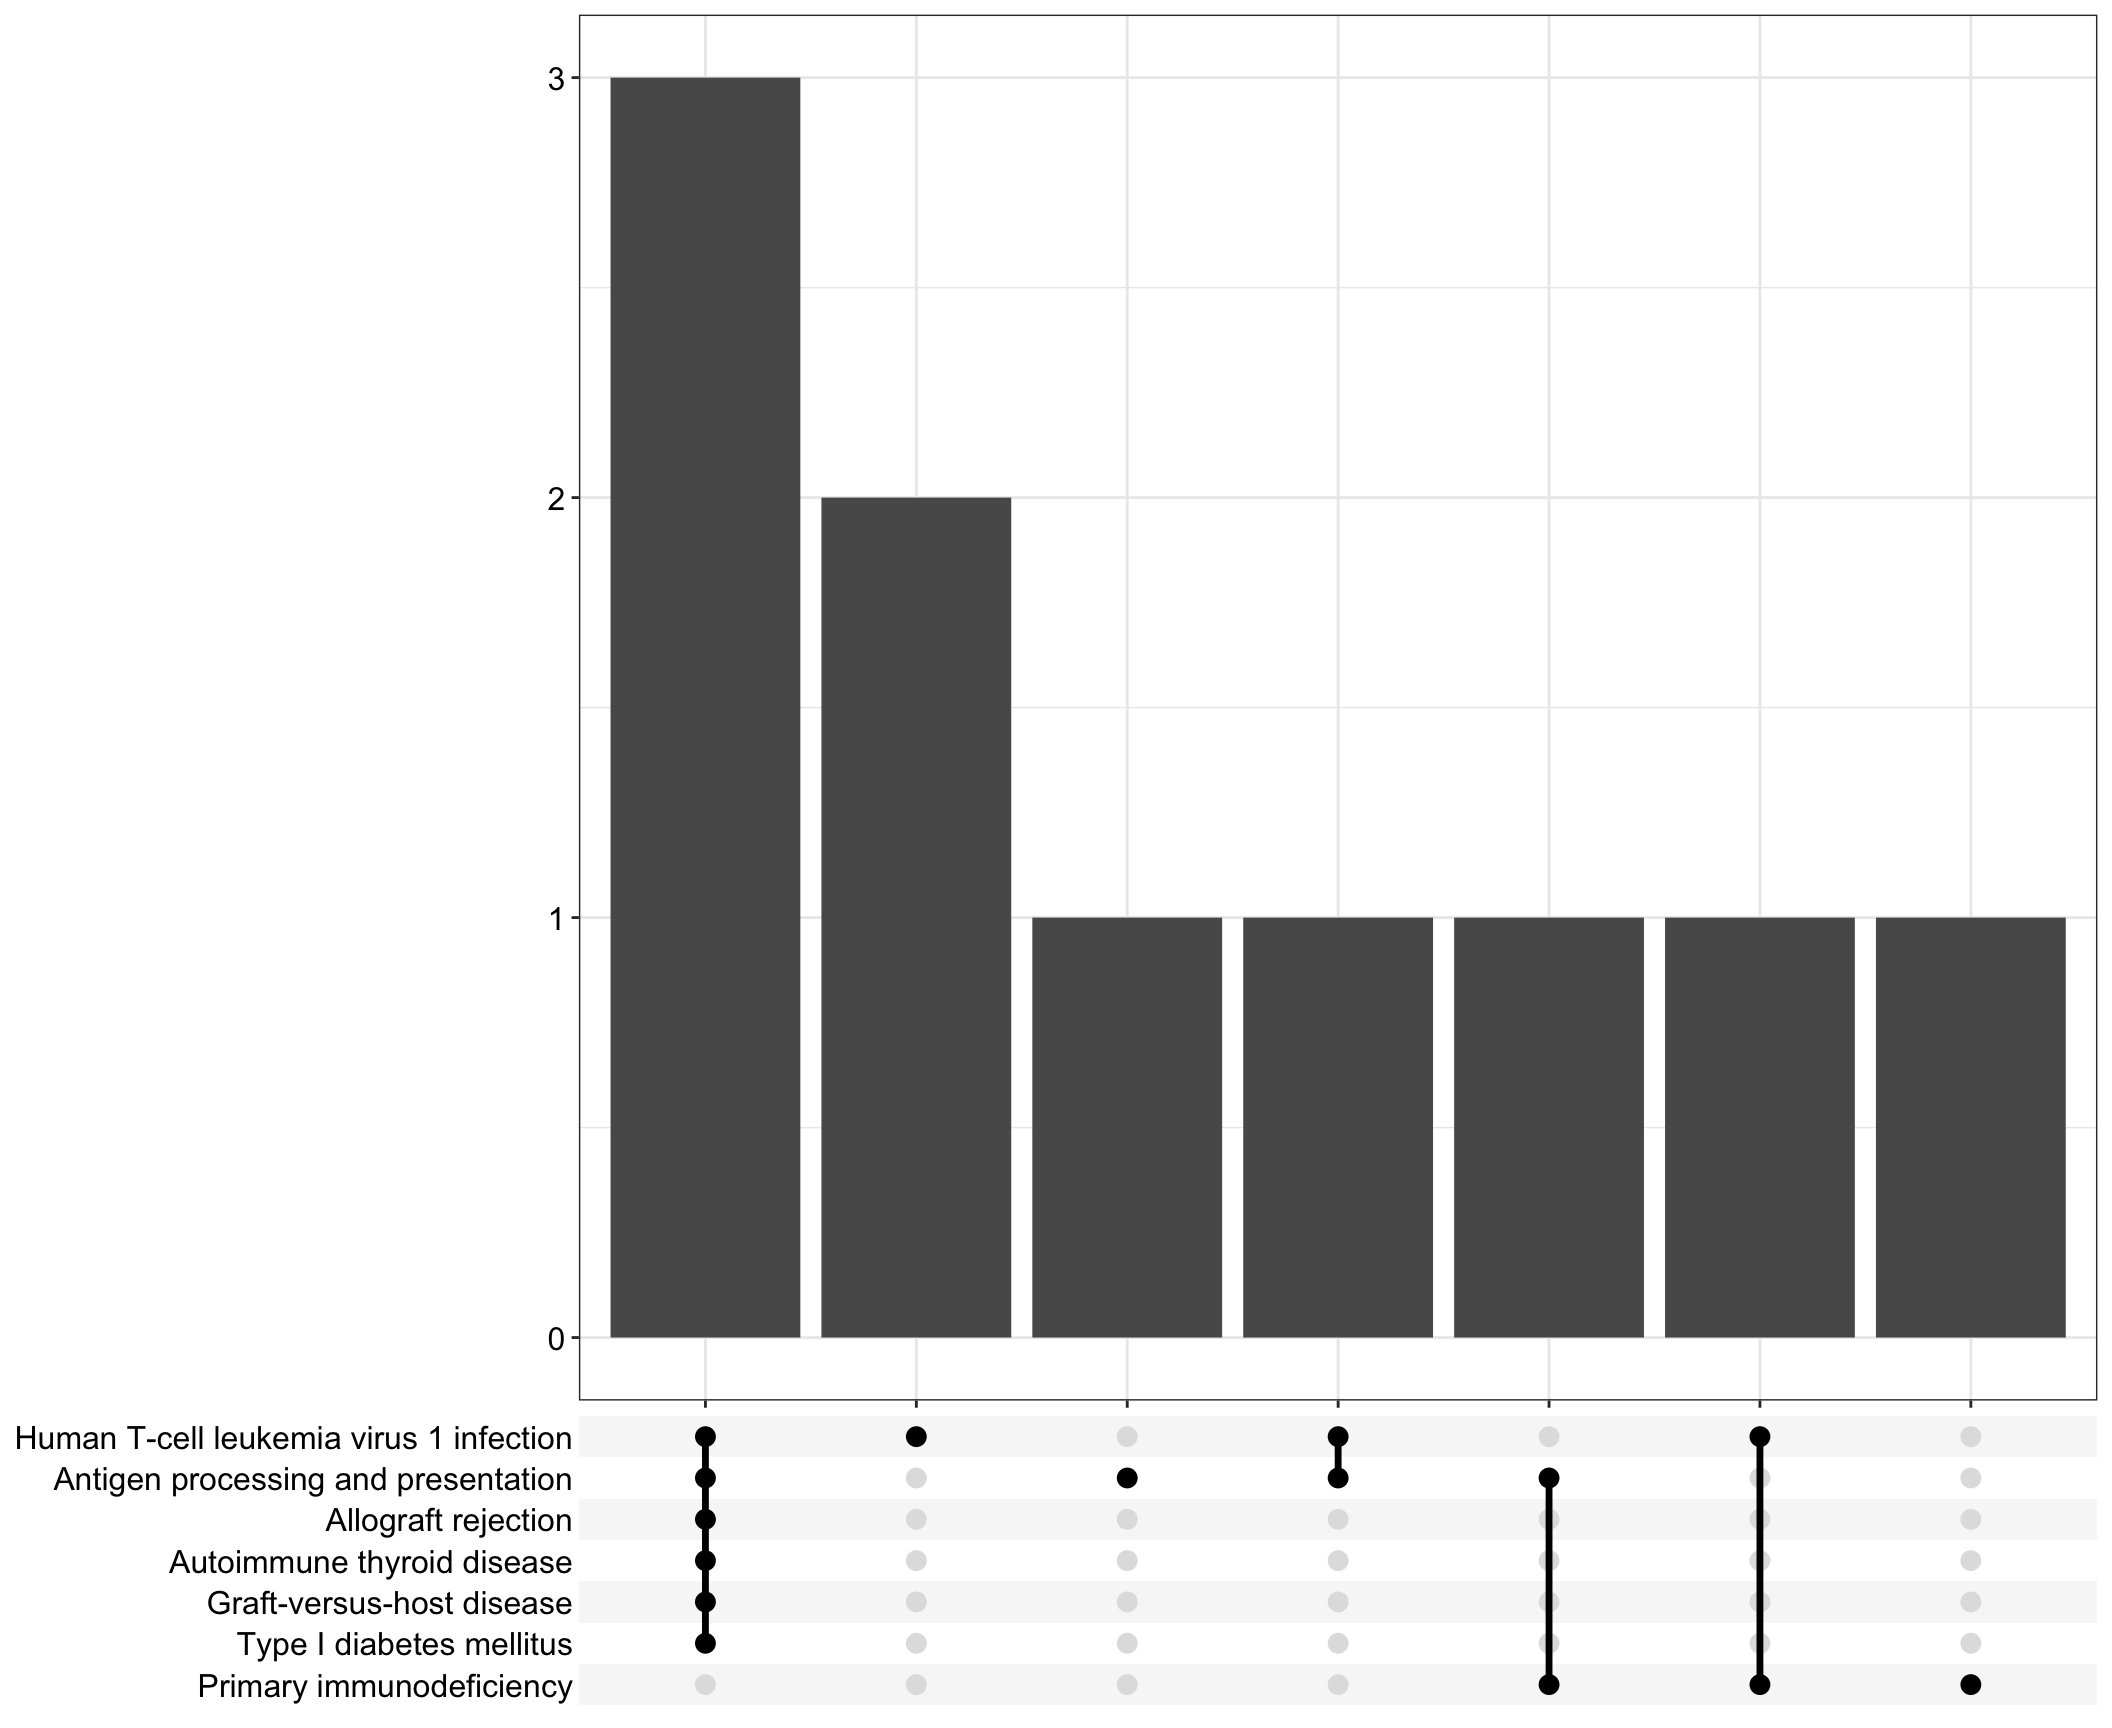 3
2
1
0
Human T-cell leukemia virus 1 infection
Antigen processing and presentation
Allograft rejection
Autoimmune thyroid disease
Graft-versus-host disease
Type I diabetes mellitus
Primary immunodeficiency